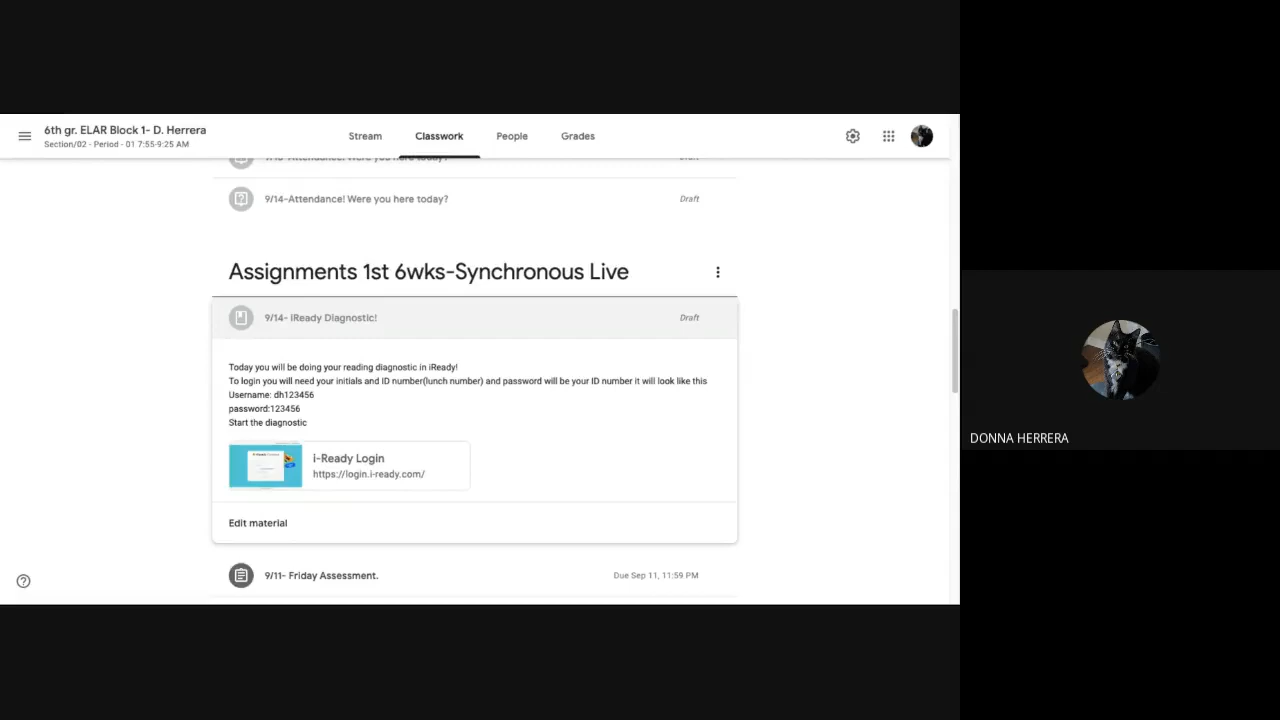 6th gr. ELAR Block 1- D. Herrera
Section/02 - Period - 01 7:55-9:25 AM
Stream
Classwork
People
Grades
Attendance! Were you here today?
Draft
9/14-Attendance! Were you here today?
Draft
Assignments 1st 6wks-Synchronous Live
9/14- iReady Diagnostic!
Draft
Today you will be doing your reading diagnostic in iReady!
To login you will need your initials and ID number(lunch number) and password will be your ID number it will look like this
Username: dh123456
password:123456
Start the diagnostic
i-Ready Login
https://login.i-ready.com/
Edit material
9/11- Friday Assessment.
Due Sep 11, 11:59 PM
DONNA HERRERA